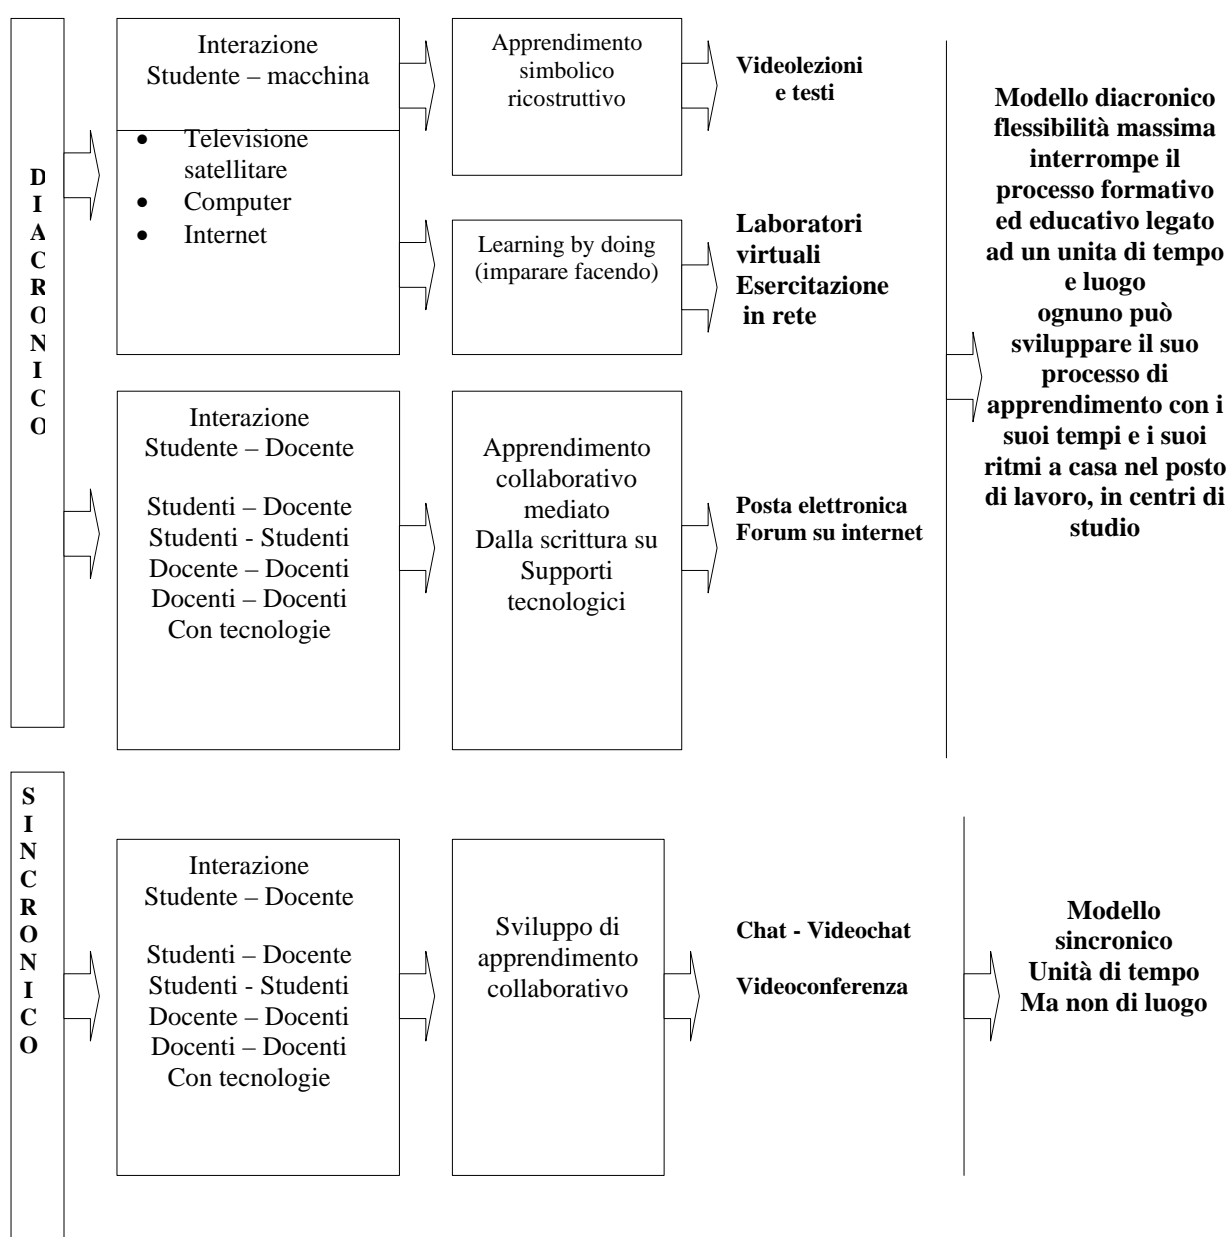 DIACRONICO
Interazione
Studente – macchina
• Televisione
satellitare
• Computer
• Internet
Apprendimento
simbolico
ricostruttivo
Videolezioni
e testi
Learning by doing
(imparare facendo)
Laboratori
virtuali
Esercitazione
in rete
Interazione
Studente – Docente
Studenti – Docente
Studenti - Studenti
Docente – Docenti
Docenti – Docenti
Con tecnologie
Apprendimento
collaborativo
mediato
Dalla scrittura su
Supporti
tecnologici
Posta elettronica
Forum su internet
Modello diacronico
flessibilità massima
interrompe il
processo formativo
ed educativo legato
ad un unita di tempo
e luogo
ognuno può
sviluppare il suo
processo di
apprendimento con i
suoi tempi e i suoi
ritmi a casa nel posto
di lavoro, in centri di
studio
SINCRONICO
Interazione
Studente – Docente
Studenti – Docente
Studenti - Studenti
Docente – Docenti
Docenti – Docenti
Con tecnologie
Sviluppo di
apprendimento
collaborativo
Chat - Videochat
Videoconferenza
Modello
sincronico
Unità di tempo
Ma non di luogo